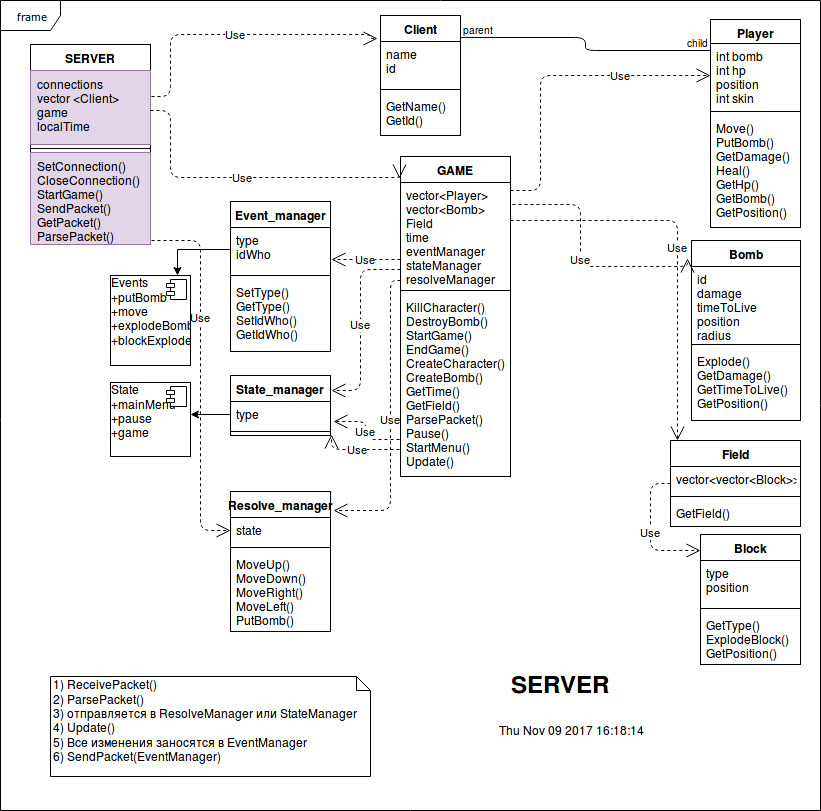 frame
SERVER
connections
vector <Client>
game
localTime
SetConnection()
CloseConnection()
StartGame()
SendPacket()
GetPacket()
ParsePacket()
Use
Use
Use
Client
name
id
GetName()
GetId()
parent
child
Player
int bomb
int hp
position
int skin
Move()
PutBomb()
GetDamage()
Heal()
GetHp()
GetBomb()
GetPosition()
Use
GAME
vector<Player>
vector<Bomb>
Field
time
eventManager
stateManager
resolveManager
KillCharacter()
DestroyBomb()
StartGame()
EndGame()
CreateCharacter()
CreateBomb()
GetTime()
GetField()
ParsePacket()
Pause()
StartMenu()
Update()
Event_manager
type
idWho
SetType()
GetType()
SetIdWho()
GetIdWho()
Use
Use
Use
Use
Use
Events
+putBomb
+move
+explodeBomb
+blockExplode
State
+mainMenu
+pause
+game
State_manager
type
Resolve_manager
state
MoveUp()
MoveDown()
MoveRight()
MoveLeft()
PutBomb()
Use
Use
Bomb
id
damage
timeToLive
position
radius
Explode()
GetDamage()
GetTimeToLive()
GetPosition()
Field
vector<vector<Block>>
GetField()
Use
Block
type
position
GetType()
ExplodeBlock()
GetPosition()
1) ReceivePacket()
2) ParsePacket()
3) отправляется в ResolveManager или StateManager
4) Update()
5) Все изменения заносятся в EventManager
6) SendPacket(EventManager)
SERVER
Thu Nov 09 2017 16:18:14